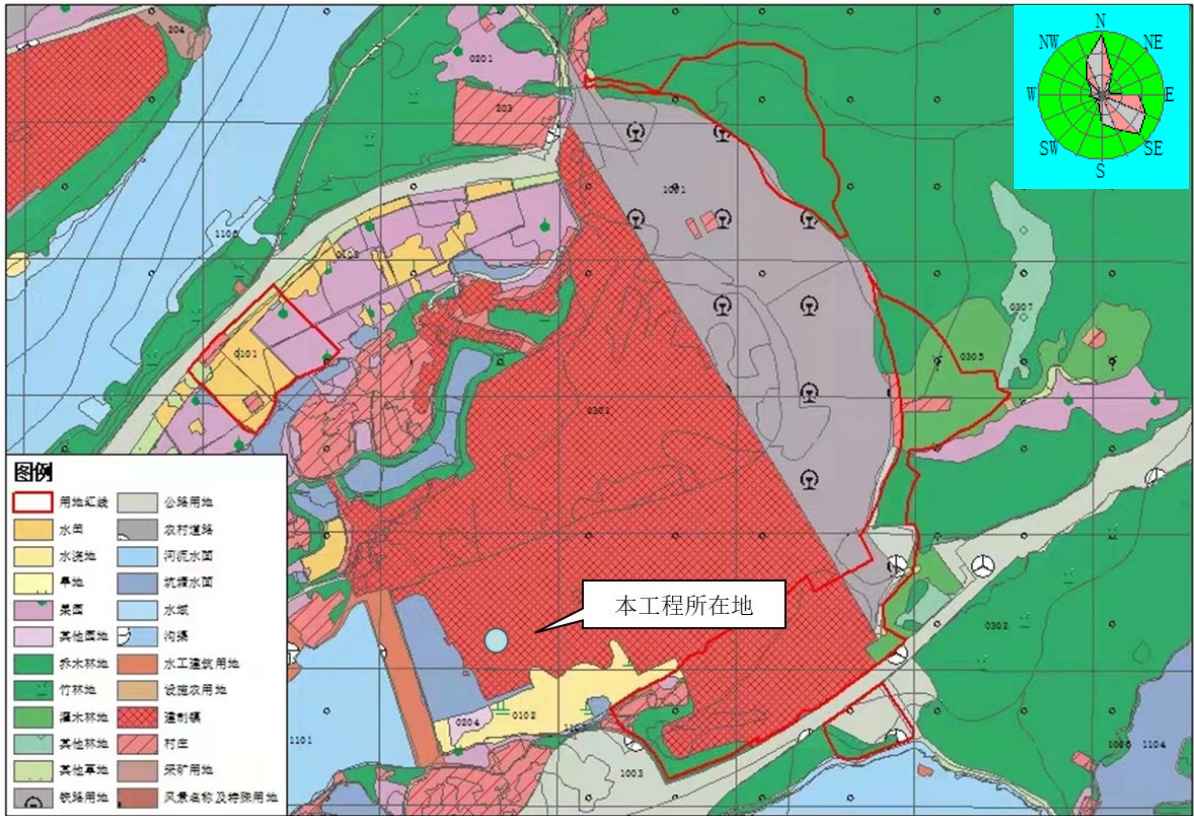 N
NW
NE
W
E
SW
SE
S
204
0201
203
1001
1106
0101
0307
0305
0301
本工程所在地
0302
0204
0102
1101
1003
1006
1104
图例
用地红线
公路用地
水田
农村道路
水浇地
河流水面
旱地
坑塘水面
果园
水域
其他园地
沟渠
乔木林地
水工建筑用地
竹林地
设施农用地
灌木林地
建制镇
其他林地
村庄
其他草地
采矿用地
铁路用地
风景名称及特殊用地